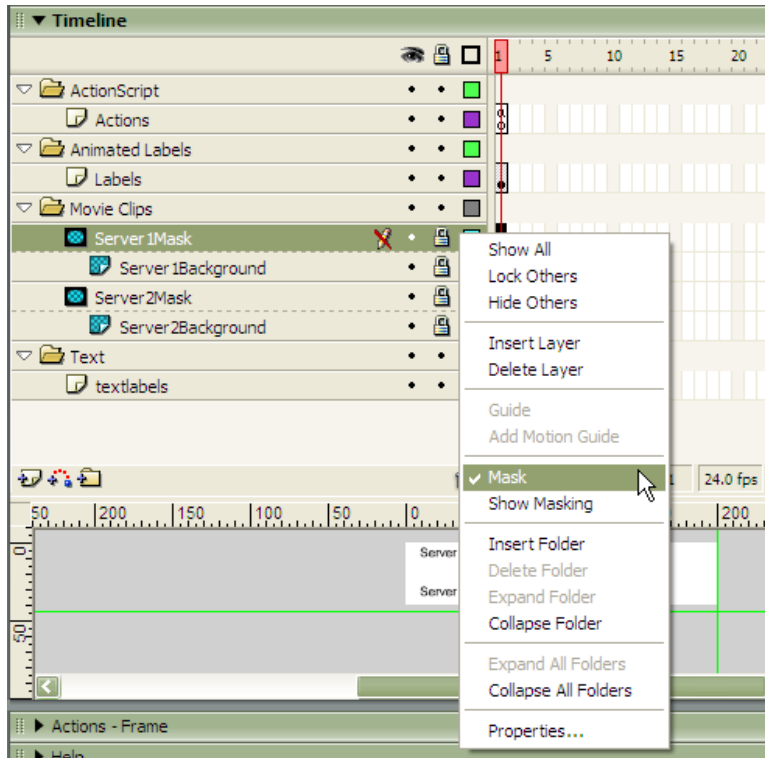 Timeline
1 5 10 15 20
ActionScript
Actions
Animated Labels
Labels
Movie Clips
Server1Mask
Server1Background
Server2Mask
Server2Background
Text
textlabels
Show All
Lock Others
Hide Others
Insert Layer
Delete Layer
Guide
Add Motion Guide
Mask
Show Masking
Insert Folder
Delete Folder
Expand Folder
Collapse Folder
Expand All Folders
Collapse All Folders
Properties...
1 24.0 fps
50 200 150 100 50 0 200
0
Server
Server
50
Actions - Frame
Help